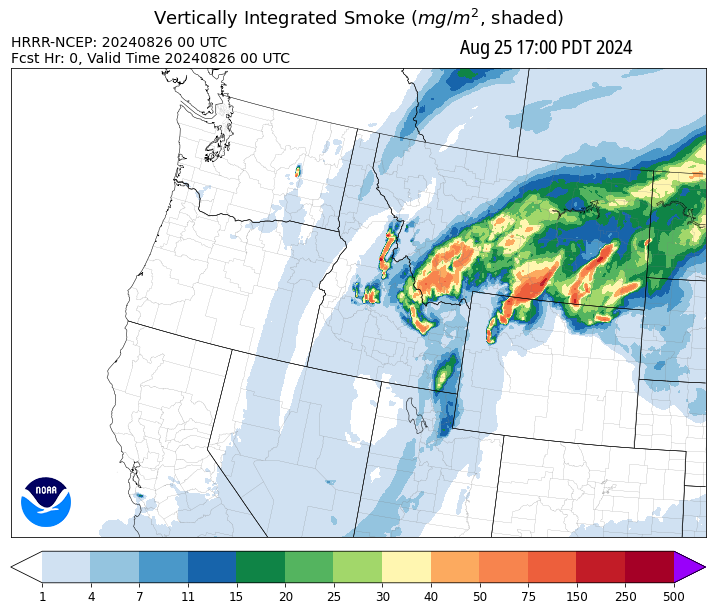 Vertically Integrated Smoke (mg/m², shaded)
HRRR-NCEP: 20240826 00 UTC
Fcst Hr: 0, Valid Time 20240826 00 UTC
Aug 25 17:00 PDT 2024
NOAA
1 4 7 11 15 20 25 30 40 50 75 150 250 500